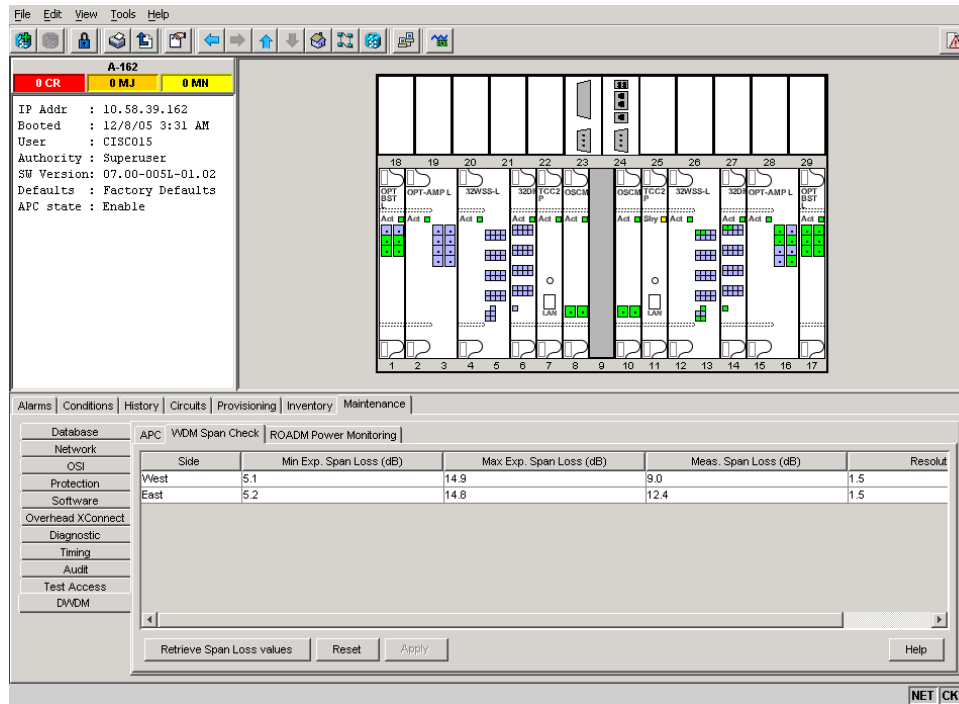 File Edit View Tools Help
A-162
0 CR 0 MJ 0 MN
IP Addr : 10.58.39.162
Booted : 12/8/05 3:31 AM
User : CISCO15
Authority : Superuser
SW Version: 07.00-005L-01.02
Defaults : Factory Defaults
APC state : Enable
18 19 20 21 22 23 24 25 26 27 28 29
OPT BST L OPT-AMP L 32WSS-L 32D TCC2 P OSCM OSCM TCC2 P 32WSS-L 32D OPT-AMP L OPT BST L
Act Act Act Act Act Act Act Sby Act Act Act Act
LAN LAN
1 2 3 4 5 6 7 8 9 10 11 12 13 14 15 16 17
Alarms Conditions History Circuits Provisioning Inventory Maintenance
Database
Network
OSI
Protection
Software
Overhead XConnect
Diagnostic
Timing
Audit
Test Access
DWDM
APC WDM Span Check ROADM Power Monitoring
Side Min Exp. Span Loss (dB) Max Exp. Span Loss (dB) Meas. Span Loss (dB) Resolut
West 5.1 14.9 9.0 1.5
East 5.2 14.8 12.4 1.5
Retrieve Span Loss values Reset Apply Help
NET CK